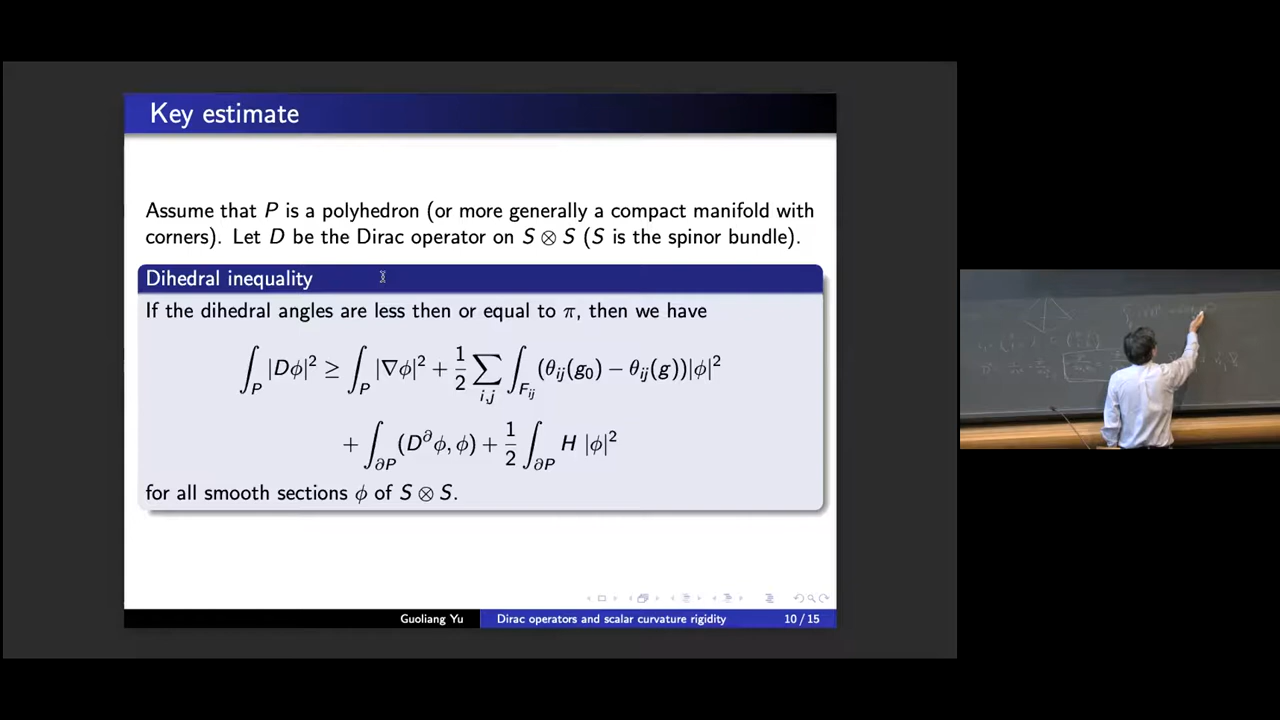 Key estimate
Assume that P is a polyhedron (or more generally a compact manifold with
corners). Let D be the Dirac operator on S ⊗ S (S is the spinor bundle).
Dihedral inequality
If the dihedral angles are less then or equal to π, then we have
∫_P |Dϕ|² ≥ ∫_P |∇ϕ|² + 1/2 ∑_{i,j} ∫_{F_{ij}} (θ_{ij}(g₀) − θ_{ij}(g))|ϕ|²
+ ∫_{∂P} (D^∂ϕ, ϕ) + 1/2 ∫_{∂P} H |ϕ|²
for all smooth sections ϕ of S ⊗ S.
Guoliang Yu
Dirac operators and scalar curvature rigidity
10 / 15